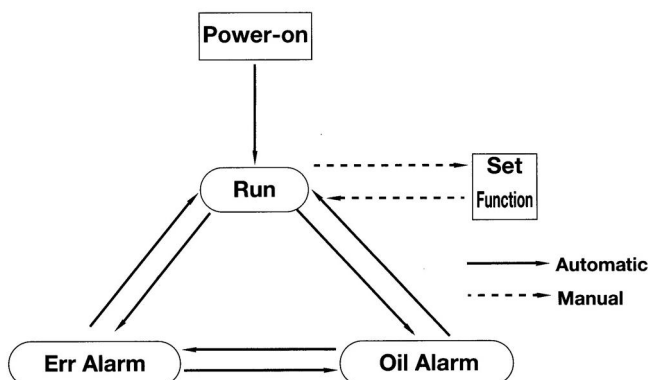 Power-on
Run
Set
Function
Automatic
Manual
Err Alarm
Oil Alarm